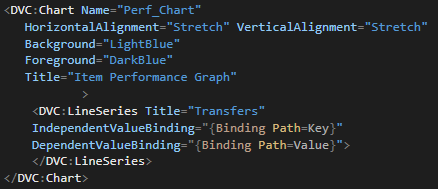 <DVC:Chart Name="Perf_Chart"
HorizontalAlignment="Stretch" VerticalAlignment="Stretch"
Background="LightBlue"
Foreground="DarkBlue"
Title="Item Performance Graph"
>
<DVC:LineSeries Title="Transfers"
IndependentValueBinding="{Binding Path=Key}"
DependentValueBinding="{Binding Path=Value}">
</DVC:LineSeries>
</DVC:Chart>